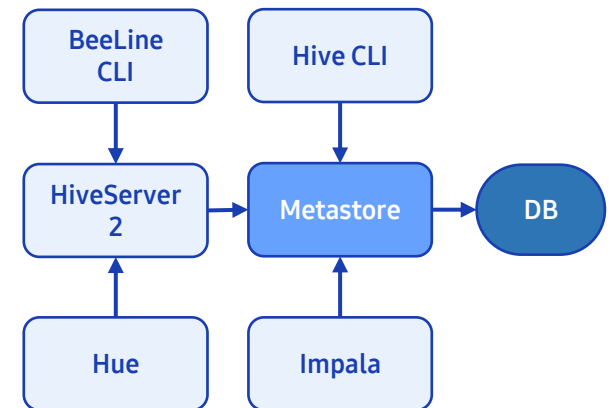 BeeLine
CLI
Hive CLI
HiveServer
2
Metastore
DB
Hue
Impala